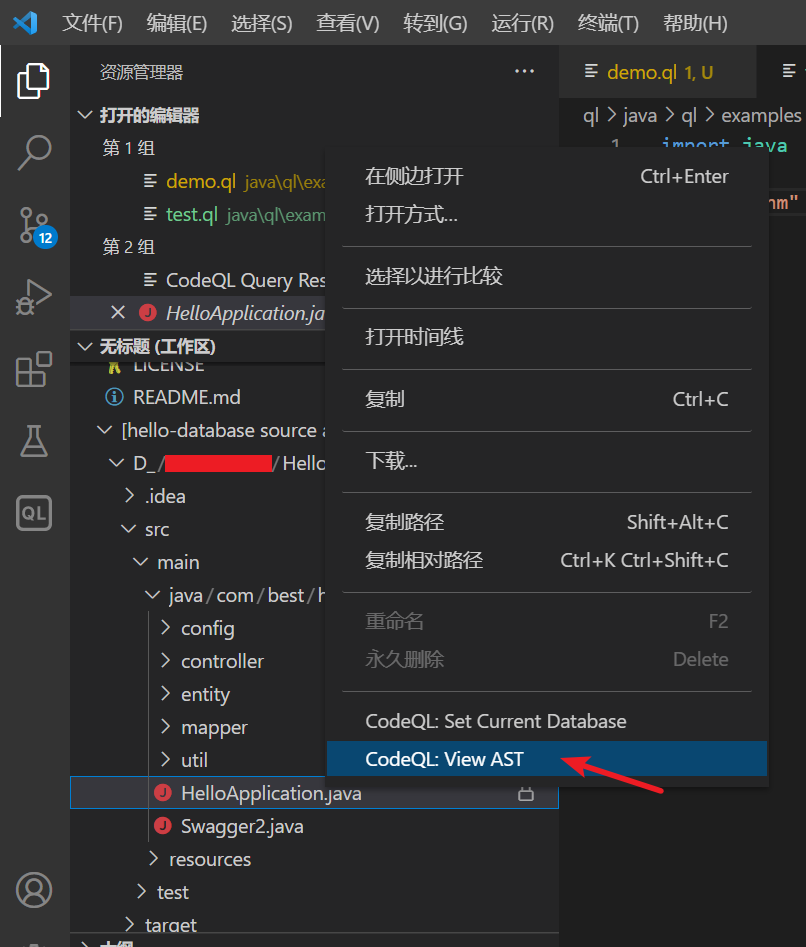 文件(F) 编辑(E) 选择(S) 查看(V) 转到(G) 运行(R) 终端(T) 帮助(H)
资源管理器 ...
demo.ql 1, U
打开的编辑器
ql > java > ql > examples
第 1 组
1 import java
demo.ql java\ql\exa
test.ql java\ql\exam
第 2 组
CodeQL Query Res
HelloApplication.ja
无标题 (工作区)
LICENSE
README.md
[hello-database source a
D_/ /Hello
.idea
src
main
java/com/best/h
config
controller
entity
mapper
util
HelloApplication.java
Swagger2.java
resources
test
target
大纲
12
QL
在侧边打开 Ctrl+Enter
打开方式...
选择以进行比较
打开时间线
复制 Ctrl+C
下载...
复制路径 Shift+Alt+C
复制相对路径 Ctrl+K Ctrl+Shift+C
重命名 F2
永久删除 Delete
CodeQL: Set Current Database
CodeQL: View AST